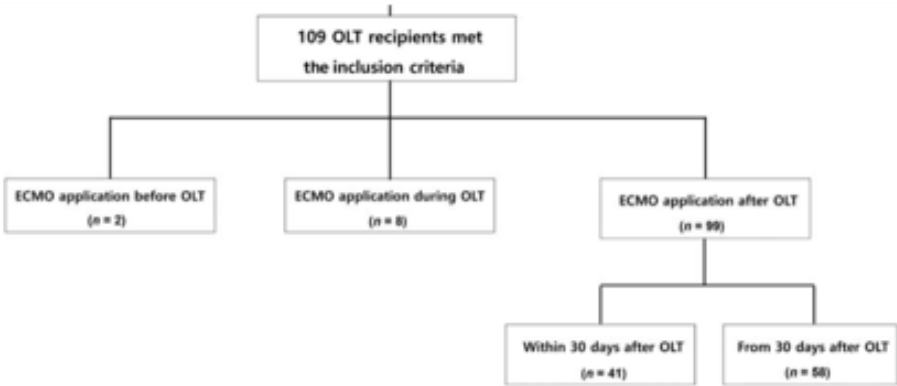 109 OLT recipients met
the inclusion criteria
ECMO application before OLT
(n = 2)
ECMO application during OLT
(n = 8)
ECMO application after OLT
(n = 99)
Within 30 days after OLT
(n = 41)
From 30 days after OLT
(n = 58)